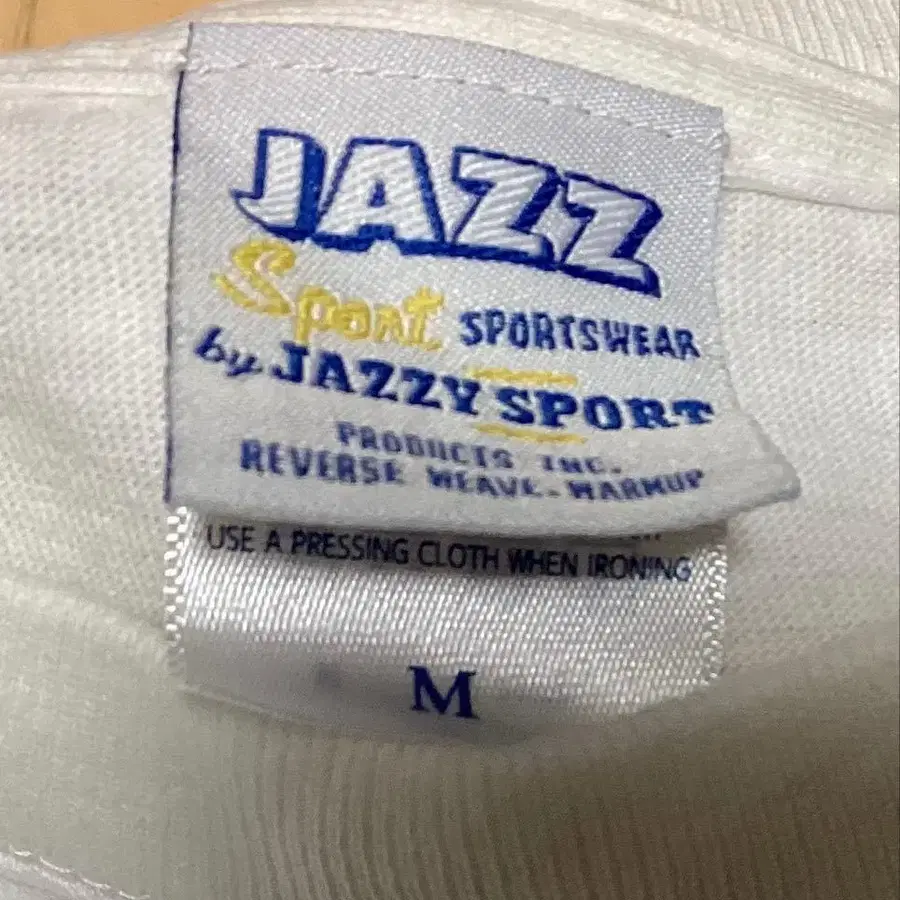 JAZZ
Sport SPORTSWEAR
by JAZZY SPORT
PRODUCTS INC.
REVERSE WEAVE-WARMUP
USE A PRESSING CLOTH WHEN IRONING
M